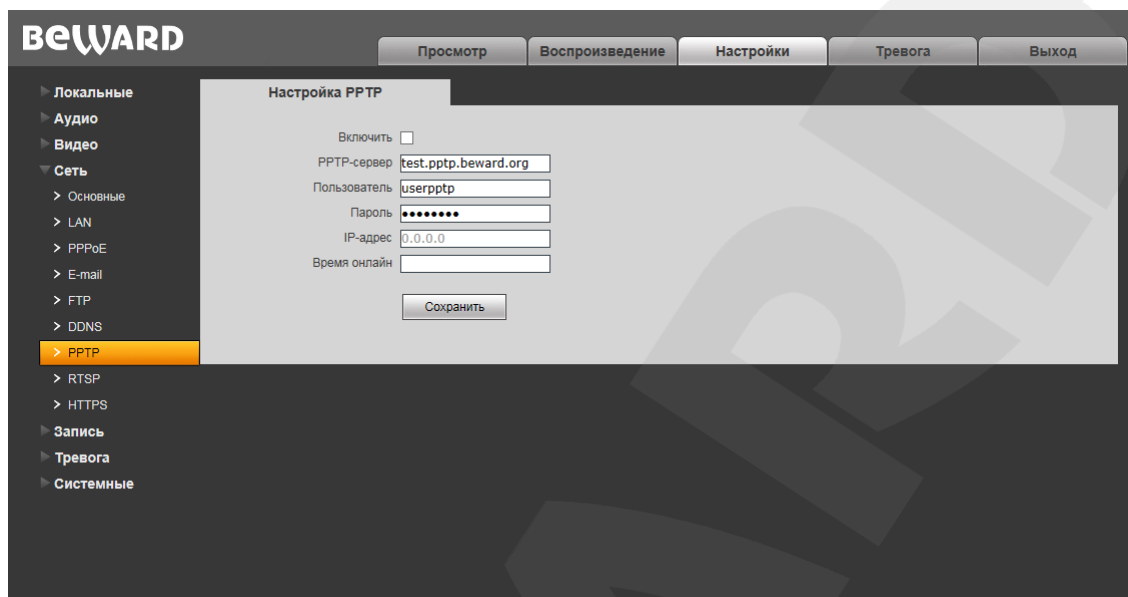 BEWARD
Просмотр Воспроизведение Настройки Тревога Выход
Локальные
Аудио
Видео
Сеть
> Основные
> LAN
> PPPoE
> E-mail
> FTP
> DDNS
> PPTP
> RTSP
> HTTPS
Запись
Тревога
Системные
Настройка PPTP
Включить
PPTP-сервер test.pptp.beward.org
Пользователь userpptp
Пароль ••••••••
IP-адрес 0.0.0.0
Время онлайн
Сохранить